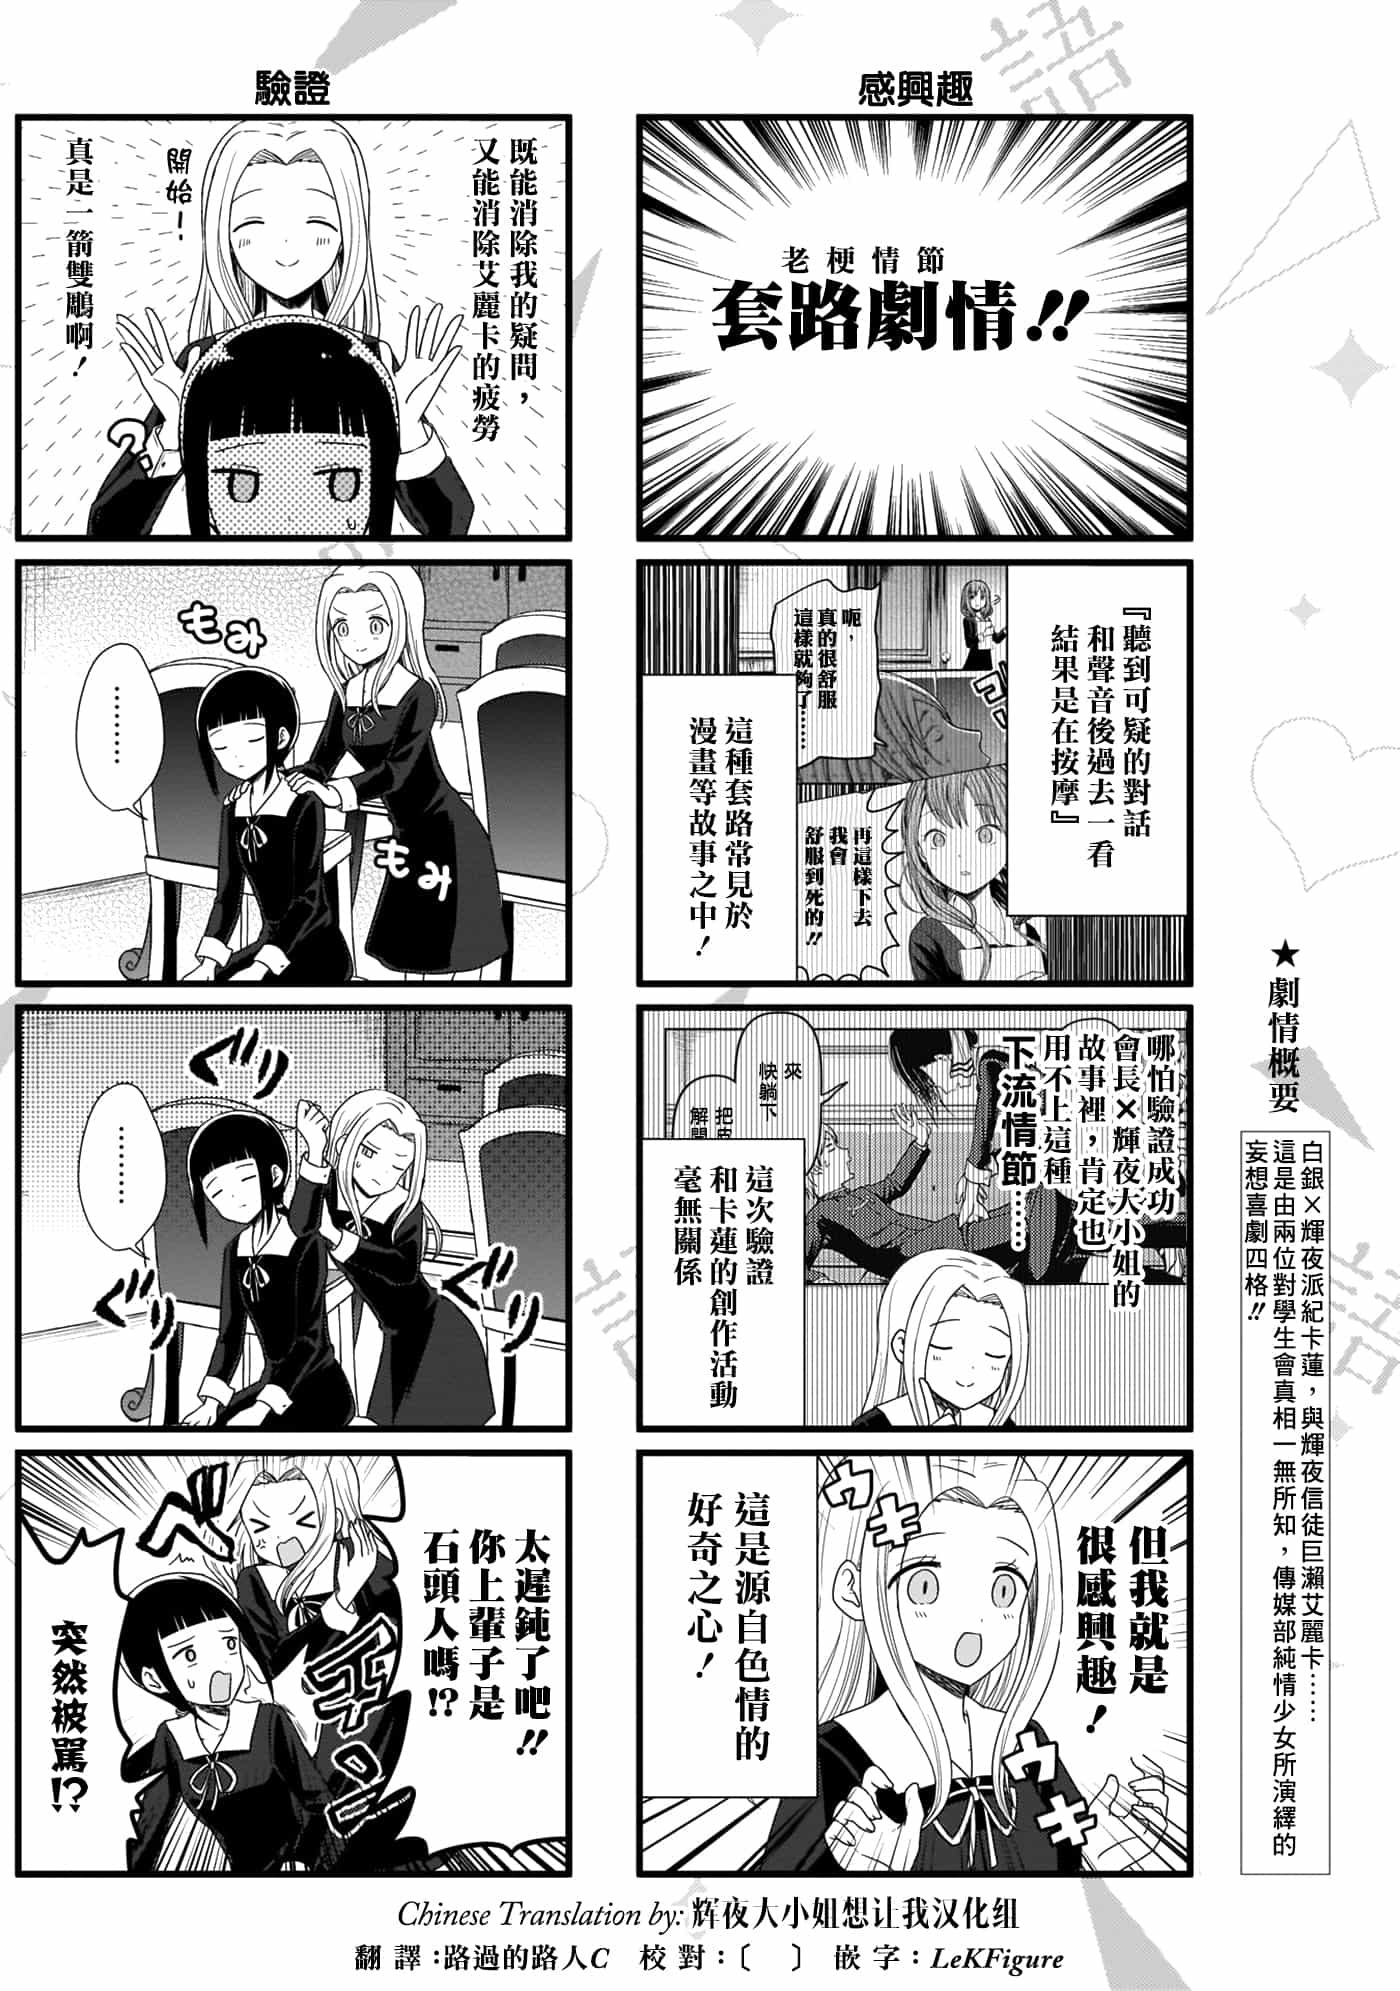 ★劇情概要
白銀×輝夜派紀卡蓮，與輝夜信徒巨瀨艾麗卡……
這是由兩位對學生會真相一無所知，傳媒部純情少女所演繹的
妄想喜劇四格!!
感興趣
老梗情節
套路劇情!!
『聽到可疑的對話
和聲音後過去一看
結果是在按摩』
呃，
真的很舒服
這樣就夠了……
再這樣下去
我會
舒服到死的!!
這種套路常見於
漫畫等故事之中！
哪怕驗證成功
會長×輝夜大小姐的
故事裡，肯定也
用不上這種
下流情節……
來
快躺下
把皮
解開
這次驗證
和卡蓮的創作活動
毫無關係
但我就是
很感興趣！
ウキ
ウキ
這是源自色情的
好奇之心！
驗證
既能消除我的疑問，
又能消除艾麗卡的疲勞
開始！
真是一箭雙鵰啊！
？
もみ
もみ
……
ぐりぐり
ぐりぐり
……
太遲鈍了吧!!
你上輩子是
石頭人嗎!?
突然被罵!?
Chinese Translation by: 辉夜大小姐想让我汉化组
翻譯：路過的路人C 校對：〔 〕 嵌字：LeKFigure
語
語
語